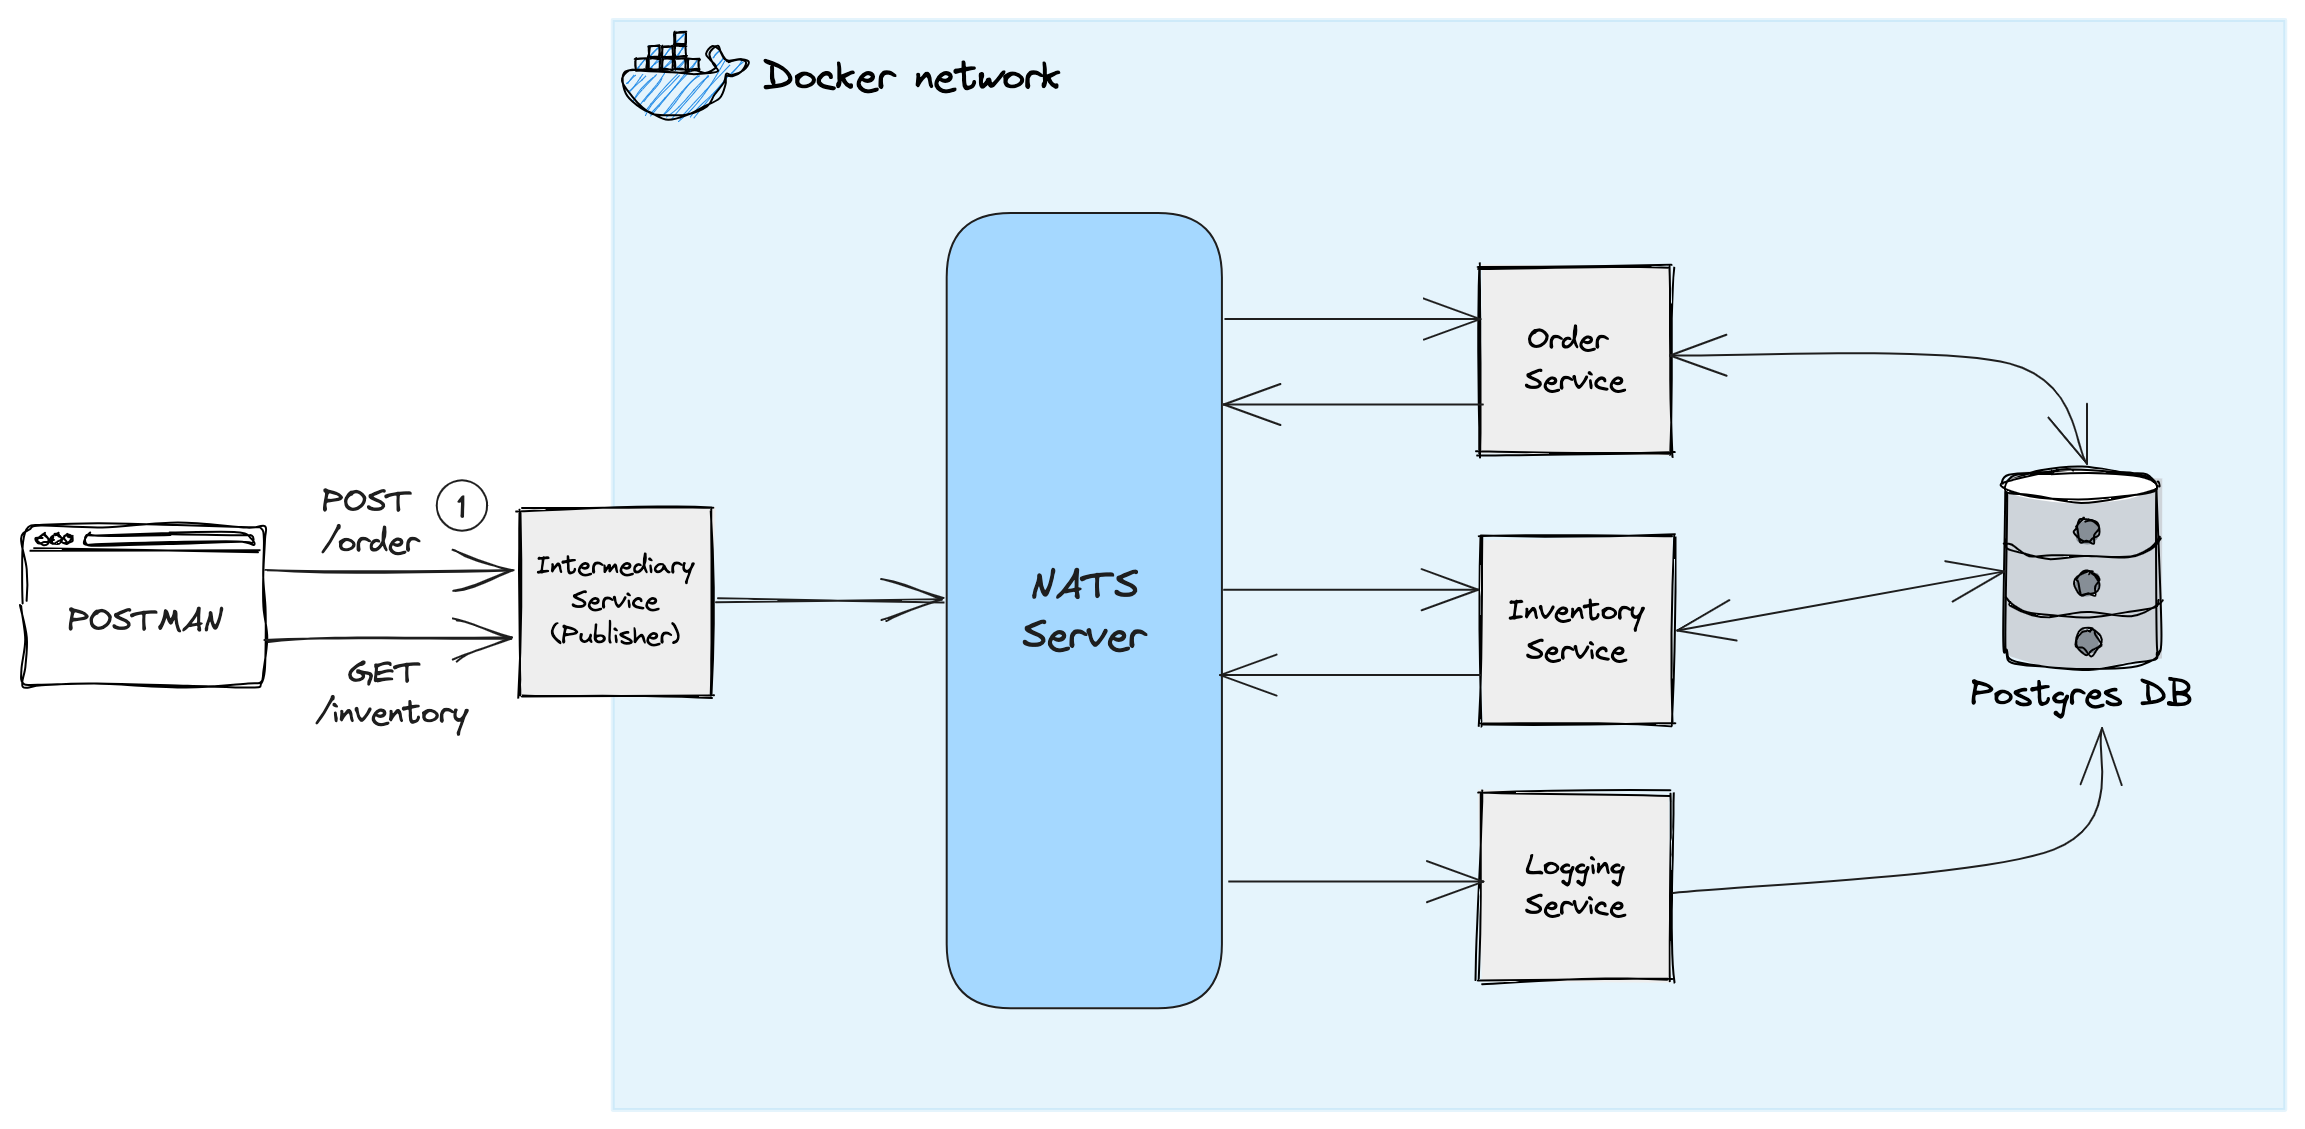 Docker network
POST
/order
1
POSTMAN
GET
/inventory
Intermediary
Service
(Publisher)
NATS
Server
Order
Service
Inventory
Service
Logging
Service
Postgres DB